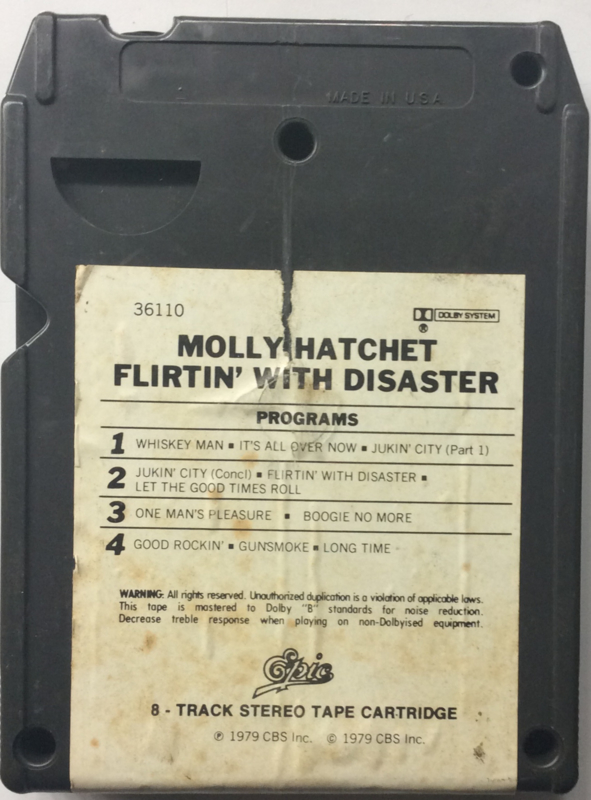 MADE IN U S A
36110
DOLBY SYSTEM
®
MOLLY HATCHET
FLIRTIN' WITH DISASTER
PROGRAMS
1 WHISKEY MAN ▪ IT'S ALL OVER NOW ▪ JUKIN' CITY (Part 1)
2 JUKIN' CITY (Concl) ▪ FLIRTIN' WITH DISASTER ▪
LET THE GOOD TIMES ROLL
3 ONE MAN'S PLEASURE ▪ BOOGIE NO MORE
4 GOOD ROCKIN' ▪ GUNSMOKE ▪ LONG TIME
WARNING: All rights reserved. Unauthorized duplication is a violation of applicable laws.
This tape is mastered to Dolby "B" standards for noise reduction.
Decrease treble response when playing on non-Dolbyised equipment.
Epic
8 - TRACK STEREO TAPE CARTRIDGE
℗ 1979 CBS Inc. © 1979 CBS Inc.